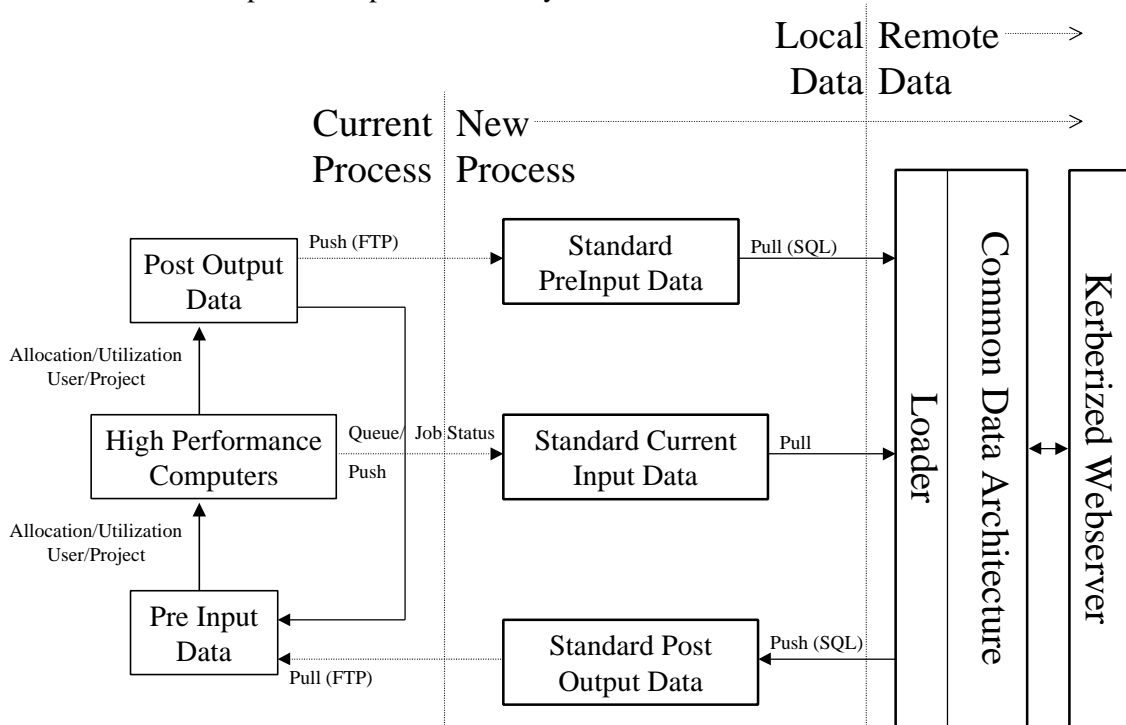 Local Remote
Data Data
Current New
Process Process
Push (FTP)
Post Output
Data
Standard
PreInput Data
Pull (SQL)
Allocation/Utilization
User/Project
High Performance
Computers
Queue/ Job Status
Push
Standard Current
Input Data
Pull
Allocation/Utilization
User/Project
Pre Input
Data
Pull (FTP)
Standard Post
Output Data
Push (SQL)
Loader
Common Data Architecture
Kerberized Webserver